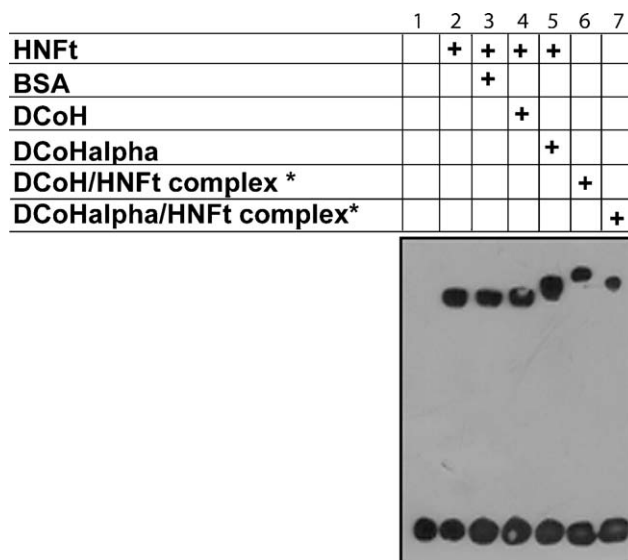 1 2 3 4 5 6 7
HNFt + + + +
BSA +
DCoH +
DCoHalpha +
DCoH/HNFt complex * +
DCoHalpha/HNFt complex* +